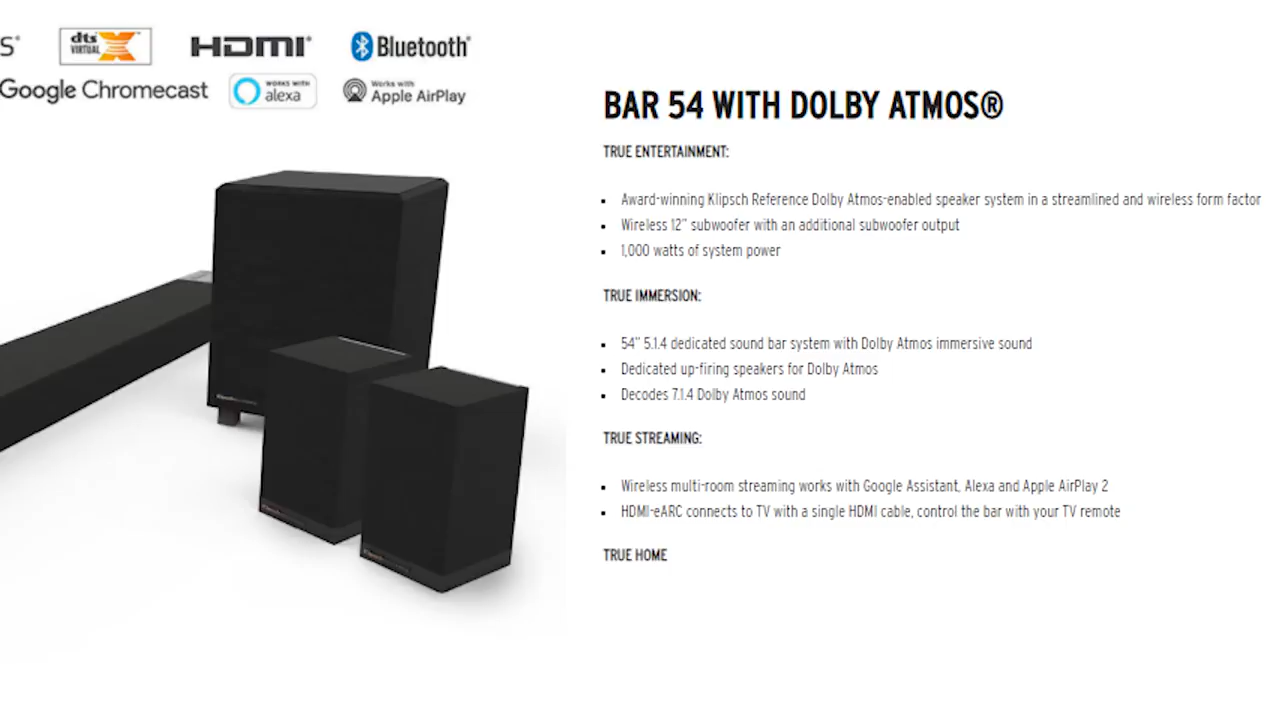 S®
dts VIRTUAL X™
HDMI®
Bluetooth®
Google Chromecast
WORKS WITH
alexa
Works with
Apple AirPlay
BAR 54 WITH DOLBY ATMOS®
TRUE ENTERTAINMENT:
• Award-winning Klipsch Reference Dolby Atmos-enabled speaker system in a streamlined and wireless form factor
• Wireless 12" subwoofer with an additional subwoofer output
• 1,000 watts of system power
TRUE IMMERSION:
• 54" 5.1.4 dedicated sound bar system with Dolby Atmos immersive sound
• Dedicated up-firing speakers for Dolby Atmos
• Decodes 7.1.4 Dolby Atmos sound
TRUE STREAMING:
• Wireless multi-room streaming works with Google Assistant, Alexa and Apple AirPlay 2
• HDMI-eARC connects to TV with a single HDMI cable, control the bar with your TV remote
TRUE HOME